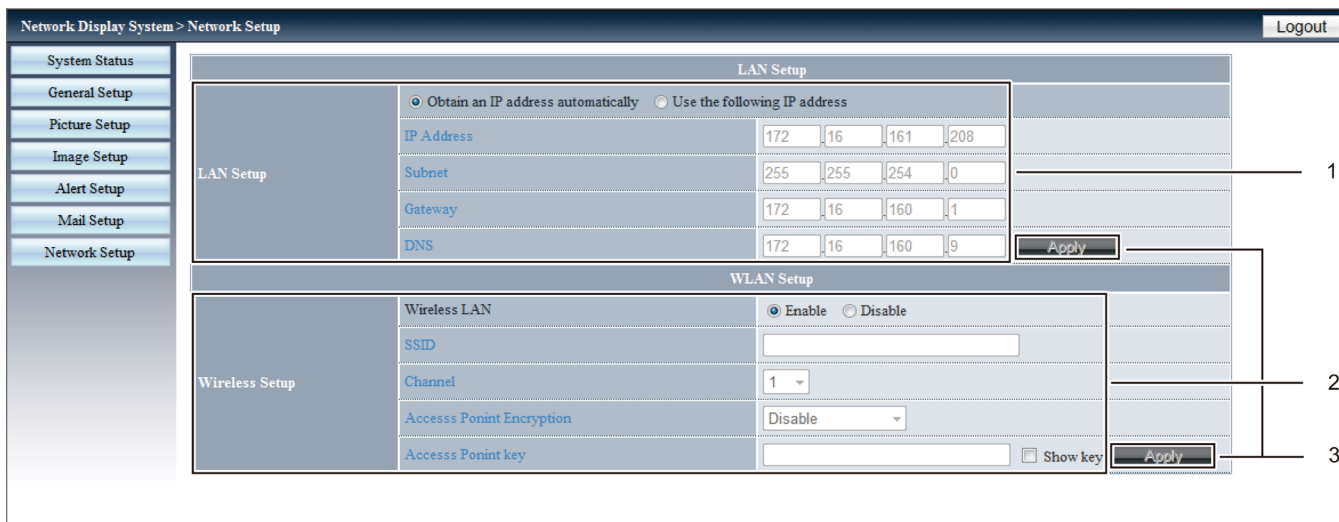 Network Display System > Network Setup
Logout
System Status
General Setup
Picture Setup
Image Setup
Alert Setup
Mail Setup
Network Setup
LAN Setup
LAN Setup
Obtain an IP address automatically Use the following IP address
IP Address 172 .16 .161 .208
Subnet 255 .255 .254 .0
Gateway 172 .16 .160 .1
DNS 172 .16 .160 .9 Apply
1
WLAN Setup
Wireless Setup
Wireless LAN Enable Disable
SSID
Channel 1
Accesss Ponint Encryption Disable
Accesss Ponint key Show key Apply
2
3